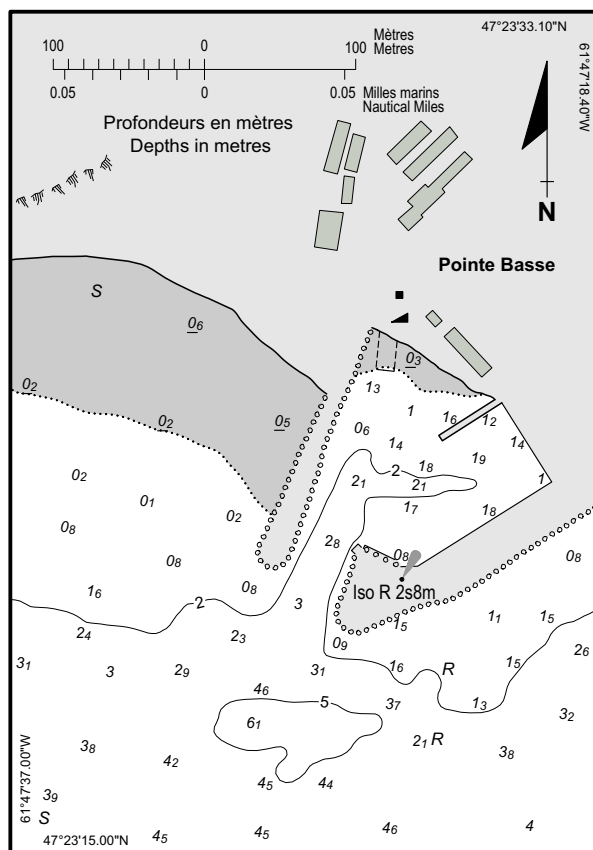 47°23'33.10"N
61°47'18.40"W
Mètres
Metres
100 0 100
0.05 0 0.05
Milles marins
Nautical Miles
Profondeurs en mètres
Depths in metres
N
Pointe Basse
S
0₆
0₃
0₂ 1₃
0₂ 0₅ 1 1₆ 1₂
0₆ 1₄ 1₄
1₉
0₂ 2 1₈
2₁ 2₁ 1
0₁ 1₇ 1₈
0₈ 0₂
2₈
0₈ 0₈ 0₈
1₆ 0₈ Iso R 2s8m
2 3 1₁ 1₅
2₄ 2₃ 1₅
0₉ 2₆
3₁ 3 2₉ 3₁ 1₆ R 1₅
4₆ 5 3₇ 1₃
6₁ 3₂
3₈ 4₂ 2₁ R 3₈
4₅ 4₄
3₉
S
4₅ 4₅ 4₆ 4
61°47'37.00"W
47°23'15.00"N